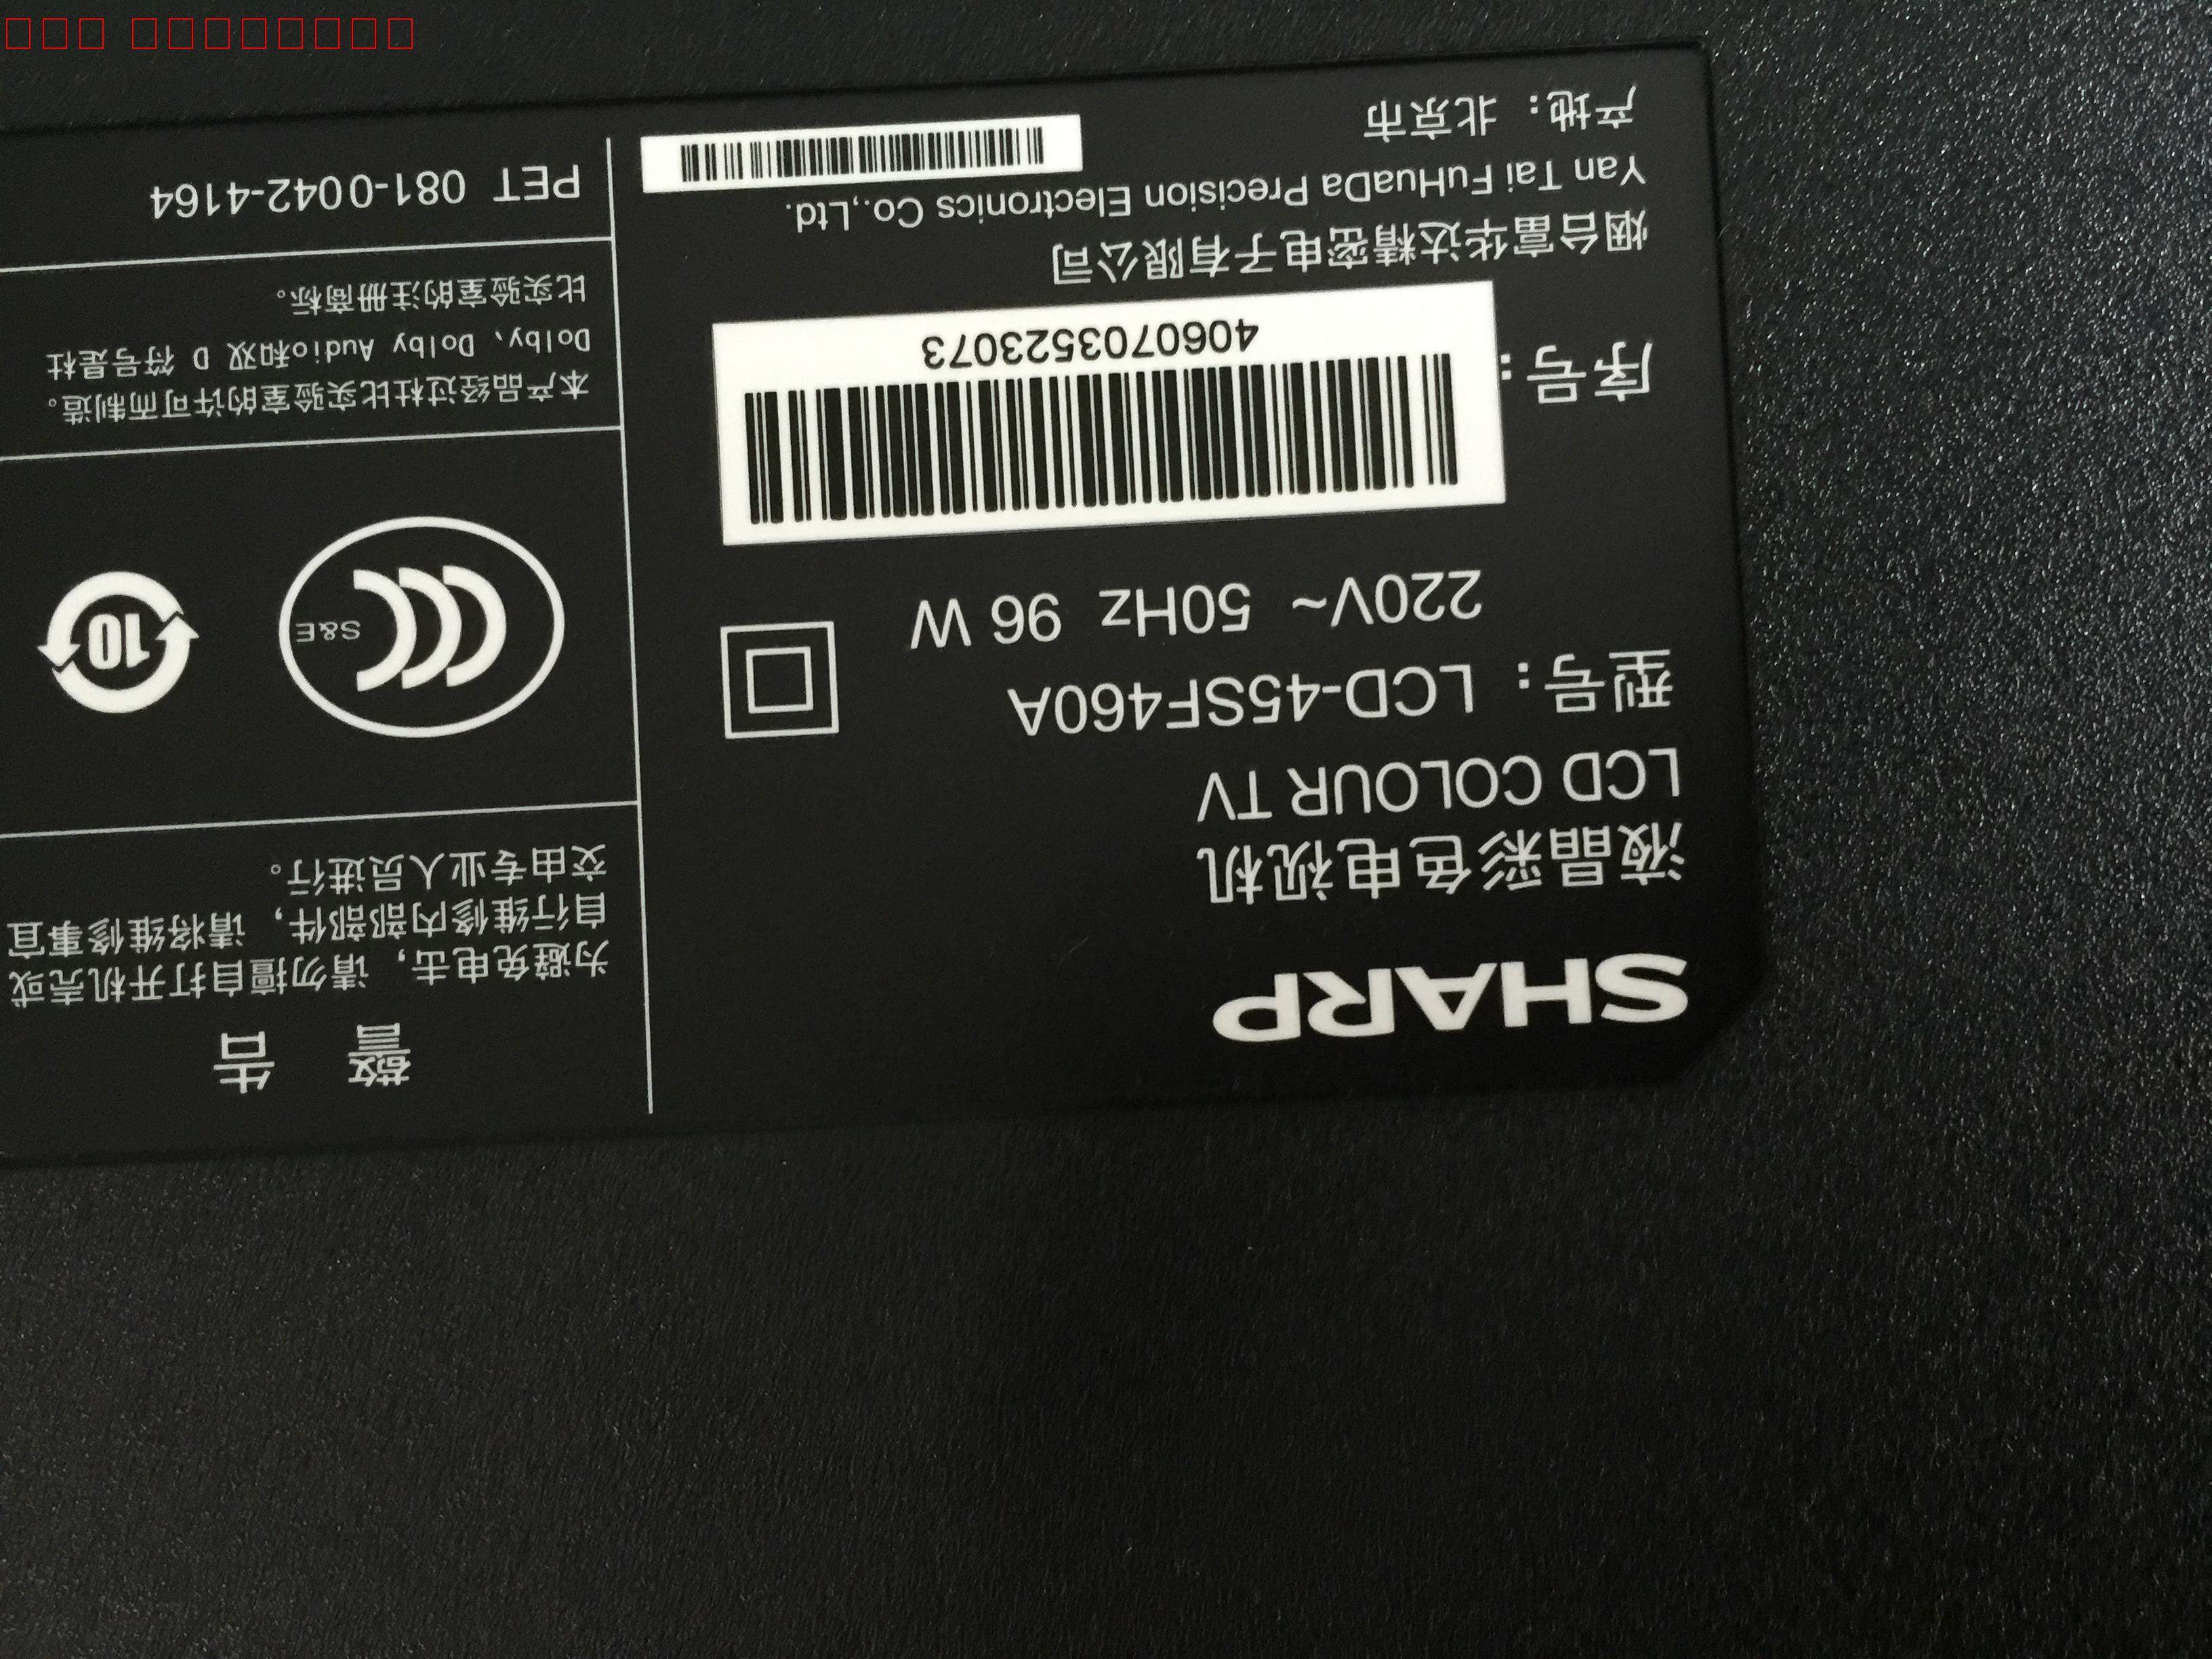 SHARP
液晶彩色电视机
LCD COLOUR TV
型号： LCD-45SF460A
220V~ 50Hz 96 W
序号：
406070352307​3
烟台富华达精密电子有限公司
Yan Tai FuHuaDa Precision Electronics Co.,Ltd.
产地：北京市
警 告
为避免电击，请勿擅自打开机壳或
自行维修内部部件，请将维修事宜
交由专业人员进行。
S&E
10
本产品经过杜比实验室的许可而制造。
Dolby、Dolby Audio和双 D 符号是杜
比实验室的注册商标。
PET 081-0042-4164